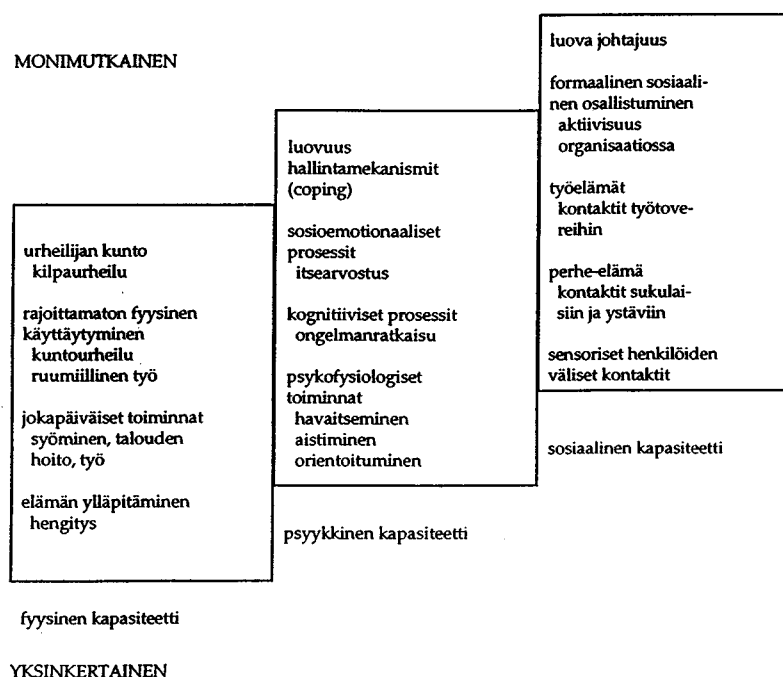 MONIMUTKAINEN
urheilijan kunto
kilpaurheilu
rajoittamaton fyysinen
käyttäytyminen
kuntourheilu
ruumiillinen työ
jokapäiväiset toiminnat
syöminen, talouden
hoito, työ
elämän ylläpitäminen
hengitys
fyysinen kapasiteetti
luovuus
hallintamekanismit
(coping)
sosioemotionaaliset
prosessit
itsearvostus
kognitiiviset prosessit
ongelmanratkaisu
psykofysiologiset
toiminnat
havaitseminen
aistiminen
orientoituminen
psyykkinen kapasiteetti
luova johtajuus
formaalinen sosiaali-
nen osallistuminen
aktiivisuus
organisaatiossa
työelämät
kontaktit työtove-
reihin
perhe-elämä
kontaktit sukulai-
siin ja ystäviin
sensoriset henkilöiden
väliset kontaktit
sosiaalinen kapasiteetti
YKSINKERTAINEN